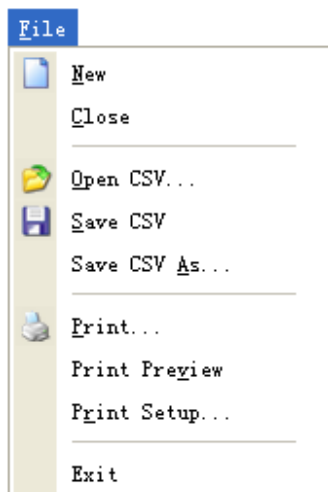 File
New
Close
Open CSV...
Save CSV
Save CSV As...
Print...
Print Preview
Print Setup...
Exit